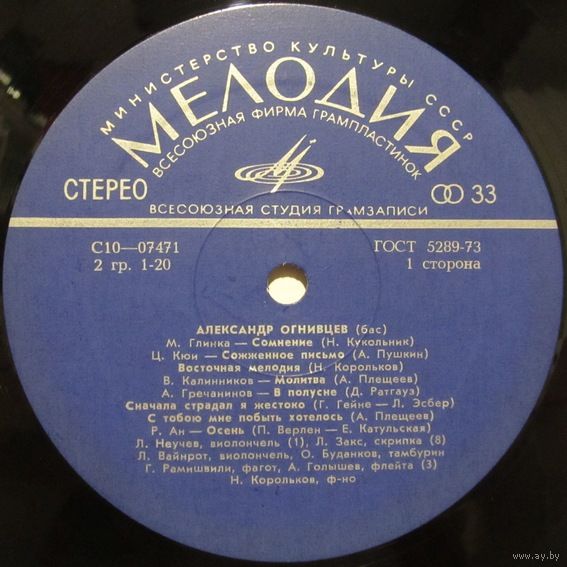 МИНИСТЕРСТВО КУЛЬТУРЫ СССР
МЕЛОДИЯ
ВСЕСОЮЗНАЯ ФИРМА ГРАМПЛАСТИНОК
СТЕРЕО
33
ВСЕСОЮЗНАЯ СТУДИЯ ГРАМЗАПИСИ
С10—07471
ГОСТ 5289-73
2 гр. 1-20
1 сторона
АЛЕКСАНДР ОГНИВЦЕВ (бас)
М. Глинка — Сомнение (Н. Кукольник)
Ц. Кюи — Сожженное письмо (А. Пушкин)
Восточная мелодия (Н. Корольков)
В. Калинников — Молитва (А. Плещеев)
А. Гречанинов — В полусне (Д. Ратгауз)
Сначала страдал я жестоко (Г. Гейне — Л. Эсбер)
С тобою мне побыть хотелось (А. Плещеев)
Р. Ан — Осень (П. Верлен — Е. Катульская)
Л. Неучев, виолончель (1), Л. Закс, скрипка (8)
Л. Вайнрот, виолончель, О. Буданков, тамбурин
Г. Рамишвили, фагот, А. Голышев, флейта (3)
Н. Корольков, ф-но
www.ay.by